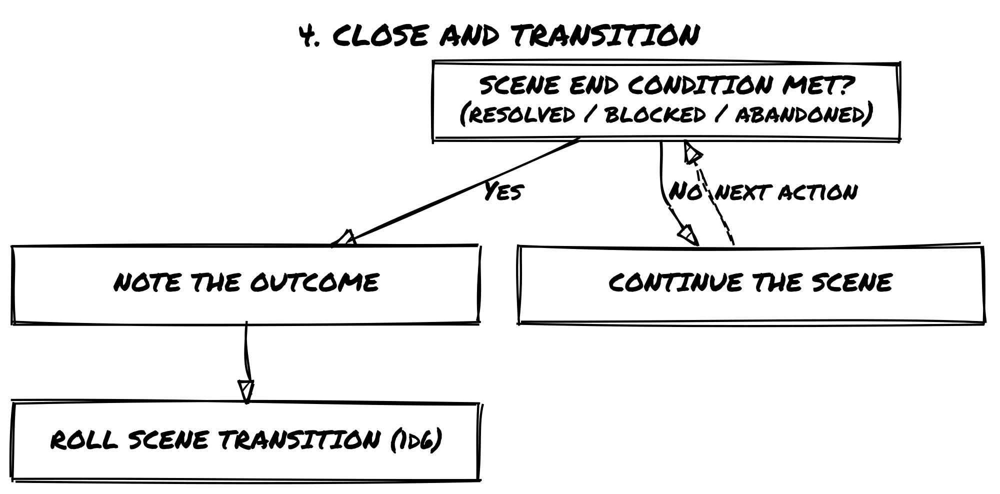 4. CLOSE AND TRANSITION
SCENE END CONDITION MET?
(RESOLVED / BLOCKED / ABANDONED)
YES
NO
NEXT ACTION
NOTE THE OUTCOME
CONTINUE THE SCENE
ROLL SCENE TRANSITION (1D6)